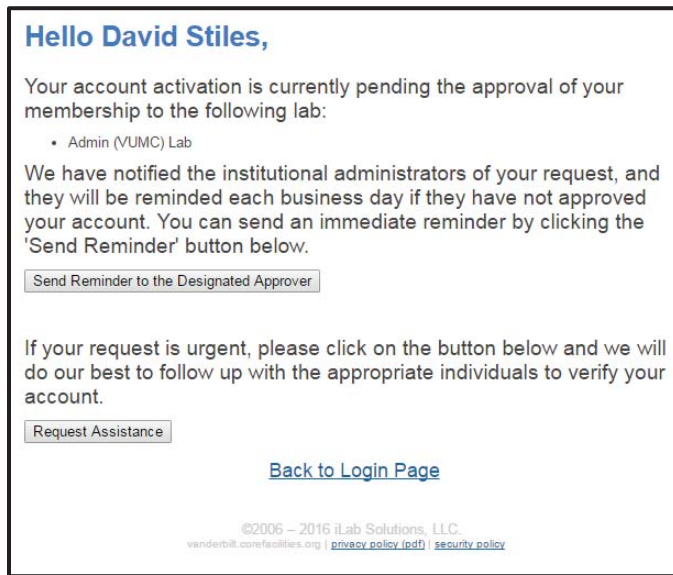 Hello David Stiles,
Your account activation is currently pending the approval of your
membership to the following lab:
• Admin (VUMC) Lab
We have notified the institutional administrators of your request, and
they will be reminded each business day if they have not approved
your account. You can send an immediate reminder by clicking the
'Send Reminder' button below.
Send Reminder to the Designated Approver
If your request is urgent, please click on the button below and we will
do our best to follow up with the appropriate individuals to verify your
account.
Request Assistance
Back to Login Page
©2006 – 2016 iLab Solutions, LLC.
vanderbilt.corefacilities.org | privacy policy (pdf) | security policy